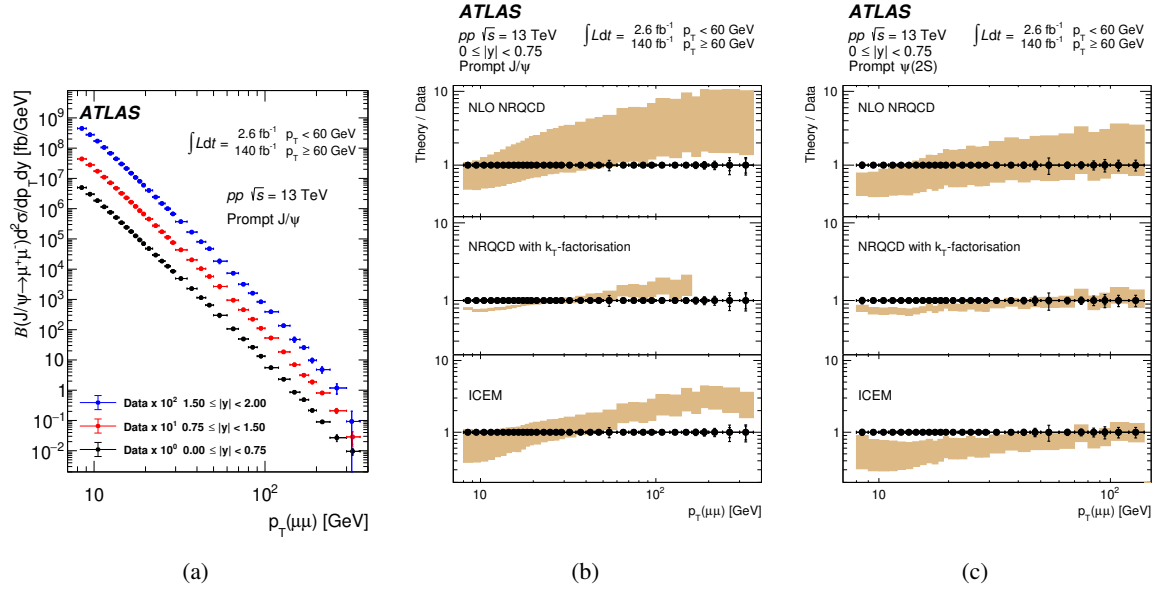 ATLAS
∫Ldt = 2.6 fb⁻¹ p_T < 60 GeV
140 fb⁻¹ p_T ≥ 60 GeV
pp √s = 13 TeV
Prompt J/ψ
B(J/ψ→μ⁺μ⁻)d²σ/dp_Tdy [fb/GeV]
10⁹
10⁸
10⁷
10⁶
10⁵
10⁴
10³
10²
10
1
10⁻¹
10⁻²
Data x 10² 1.50 ≤ |y| < 2.00
Data x 10¹ 0.75 ≤ |y| < 1.50
Data x 10⁰ 0.00 ≤ |y| < 0.75
10 10²
p_T(μμ) [GeV]
(a)
ATLAS
pp √s = 13 TeV
0 ≤ |y| < 0.75
Prompt J/ψ
∫Ldt = 2.6 fb⁻¹ p_T < 60 GeV
140 fb⁻¹ p_T ≥ 60 GeV
Theory / Data
10
NLO NRQCD
1
10
NRQCD with k_T-factorisation
1
10
ICEM
1
10 10²
p_T(μμ) [GeV]
(b)
ATLAS
pp √s = 13 TeV
0 ≤ |y| < 0.75
Prompt ψ(2S)
∫Ldt = 2.6 fb⁻¹ p_T < 60 GeV
140 fb⁻¹ p_T ≥ 60 GeV
Theory / Data
10
NLO NRQCD
1
10
NRQCD with k_T-factorisation
1
10
ICEM
1
10 10²
p_T(μμ) [GeV]
(c)